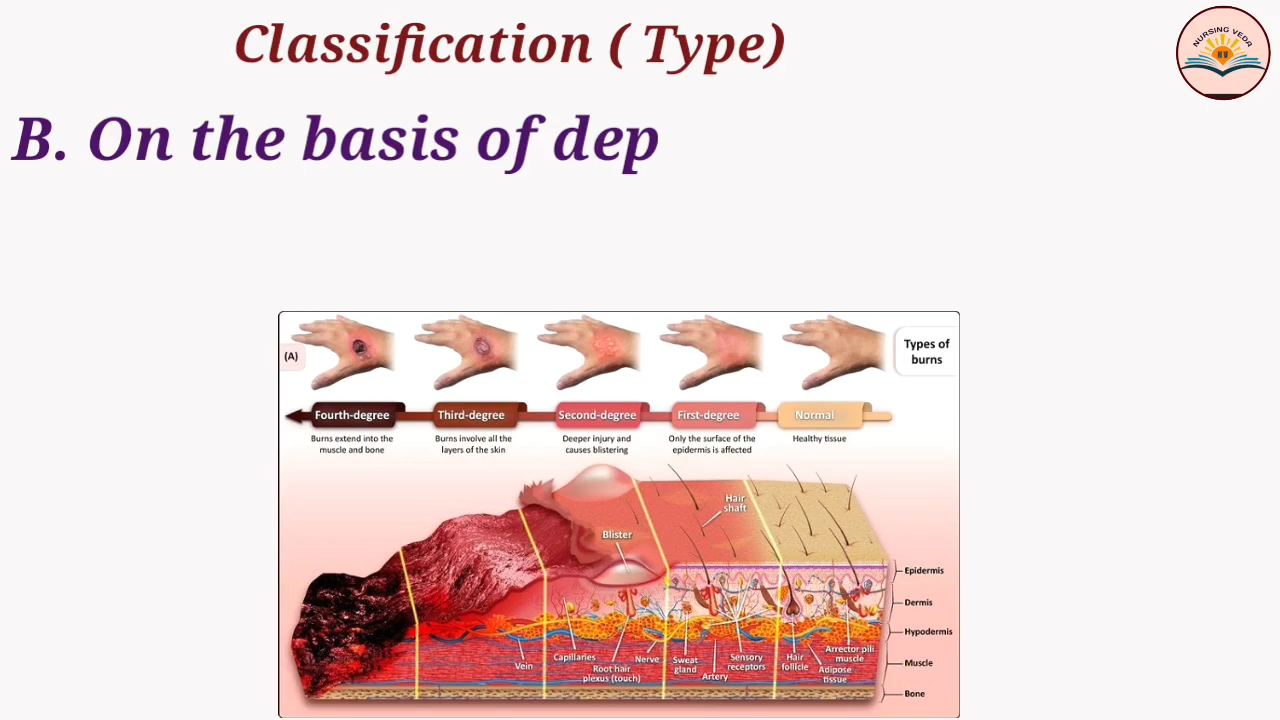 Classification ( Type)
NURSING VEDA
NV
B. On the basis of dep
(A)
Types of
burns
Fourth-degree
Third-degree
Second-degree
First-degree
Normal
Burns extend into the
muscle and bone
Burns involve all the
layers of the skin
Deeper injury and
causes blistering
Only the surface of the
epidermis is affected
Healthy tissue
Hair
shaft
Blister
Epidermis
Dermis
Hypodermis
Muscle
Bone
Vein
Capillaries
Root hair
plexus (touch)
Nerve
Sweat
gland
Artery
Sensory
receptors
Hair
follicle
Adipose
tissue
Arrector pili
muscle